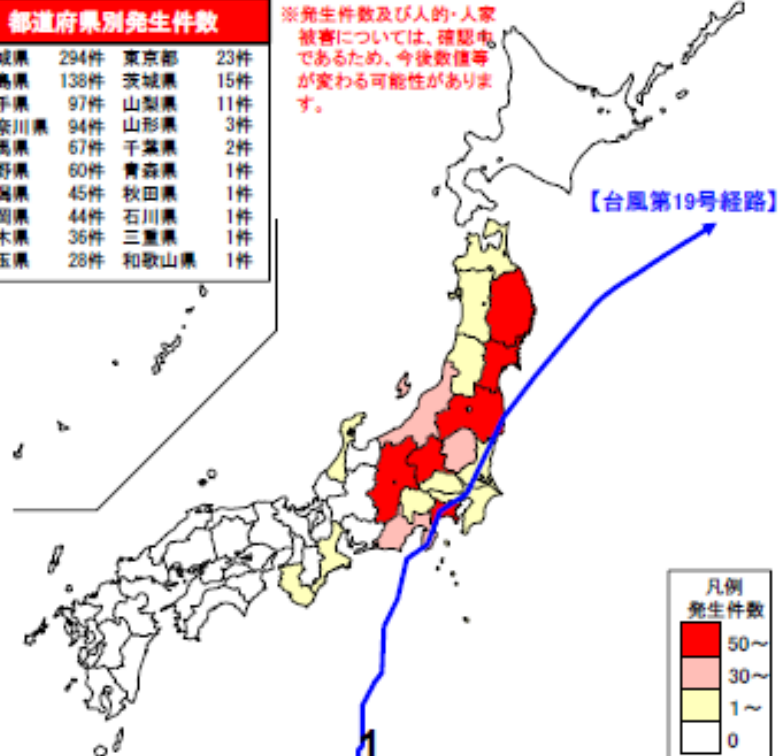 都道府県別発生件数
城県 294件 東京都 23件
島県 138件 茨城県 15件
手県 97件 山梨県 11件
奈川県 94件 山形県 3件
馬県 67件 千葉県 2件
野県 60件 青森県 1件
潟県 45件 秋田県 1件
岡県 44件 石川県 1件
木県 36件 三重県 1件
玉県 28件 和歌山県 1件
※発生件数及び人的・人家
被害については、確認中
であるため、今後数値等
が変わる可能性がありま
す。
【台風第19号経路】
凡例
発生件数
50～
30～
1～
0
1